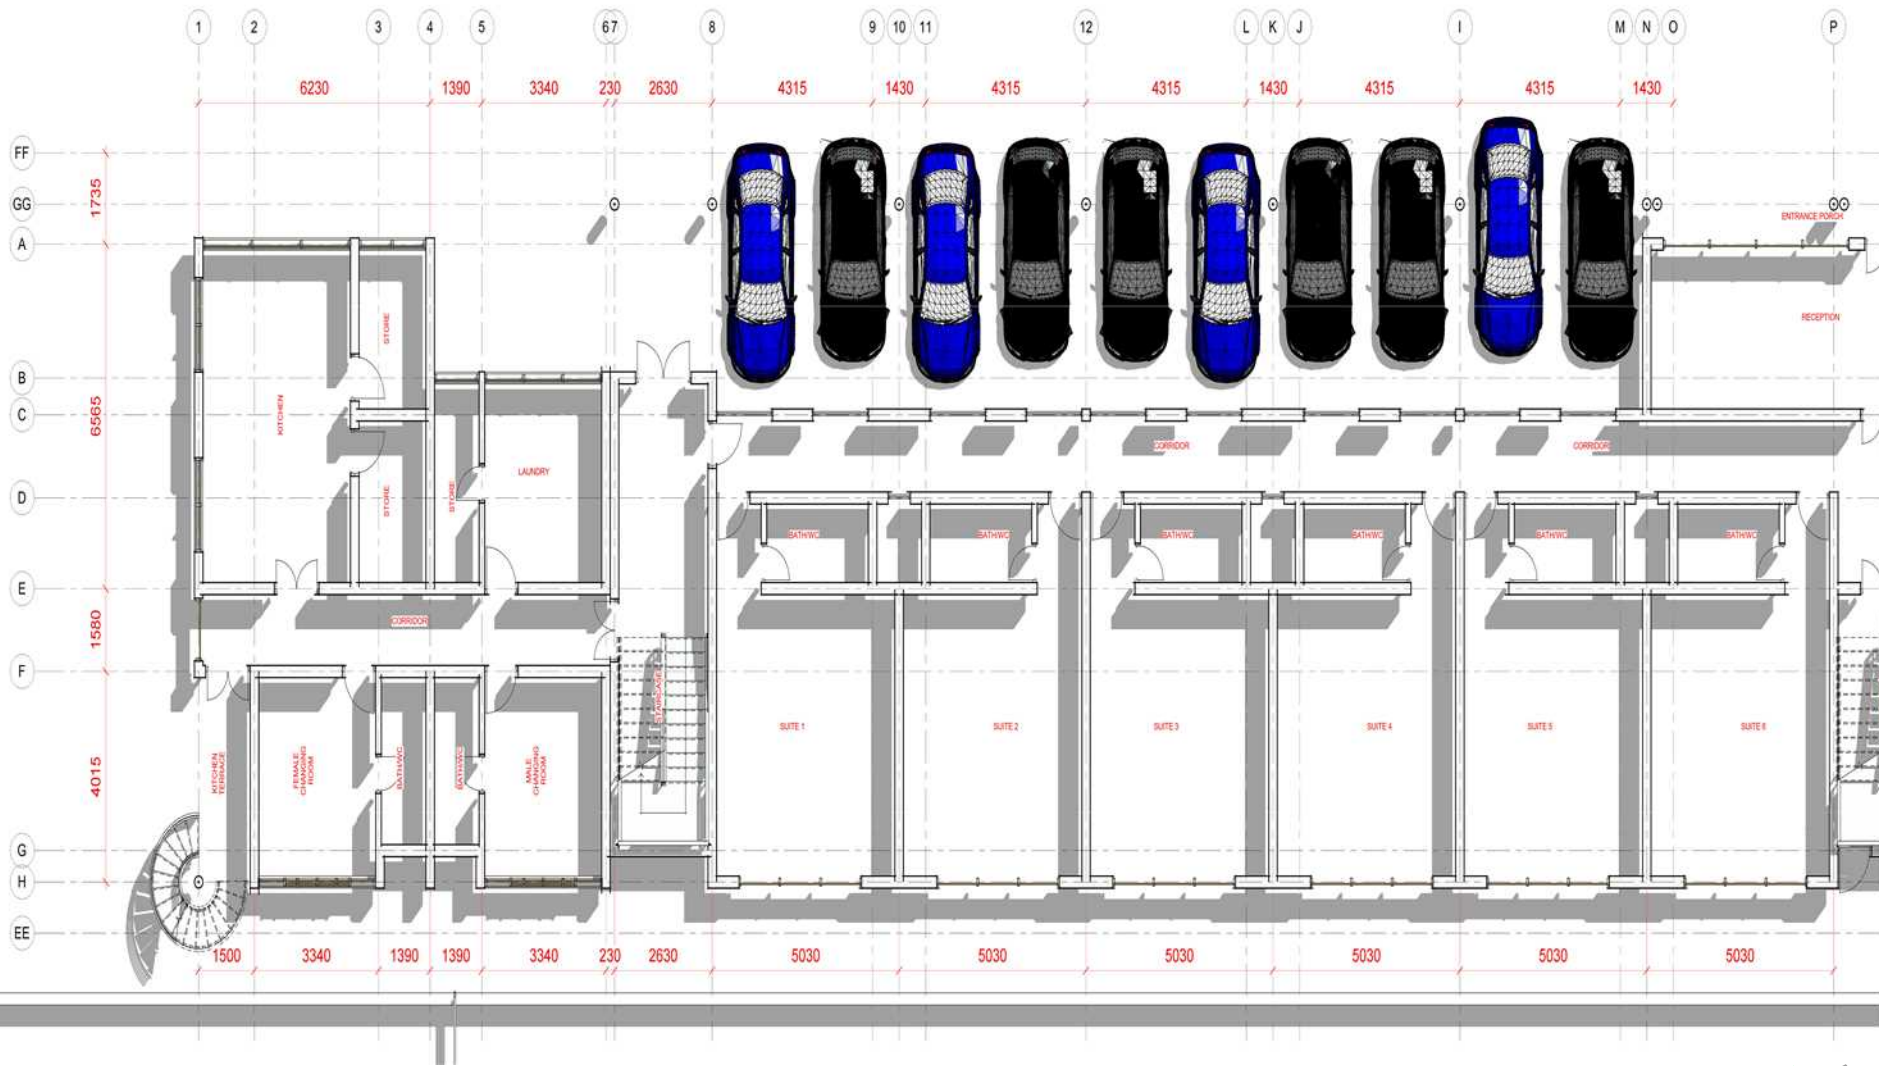 1 2 3 4 5 6 7 8 9 10 11 12 L K J I M N O P
6230 1390 3340 230 2630 4315 1430 4315 4315 1430 4315 4315 1430
FF
1735
GG
ENTRANCE PORCH
A
STORE
RECEPTION
B
KITCHEN
C
6565
CORRIDOR CORRIDOR
LAUNDRY
STORE
STORE
D
BATH/WC BATH/WC BATH/WC BATH/WC BATH/WC BATH/WC
E
1580
CORRIDOR
F
STAIRCASE
SUITE 1 SUITE 2 SUITE 3 SUITE 4 SUITE 5 SUITE 6
KITCHEN
TERRACE
FEMALE
CHANGING
ROOM
BATH/WC
BATH/WC
MALE
CHANGING
ROOM
4015
G
H
EE
1500 3340 1390 1390 3340 230 2630 5030 5030 5030 5030 5030 5030